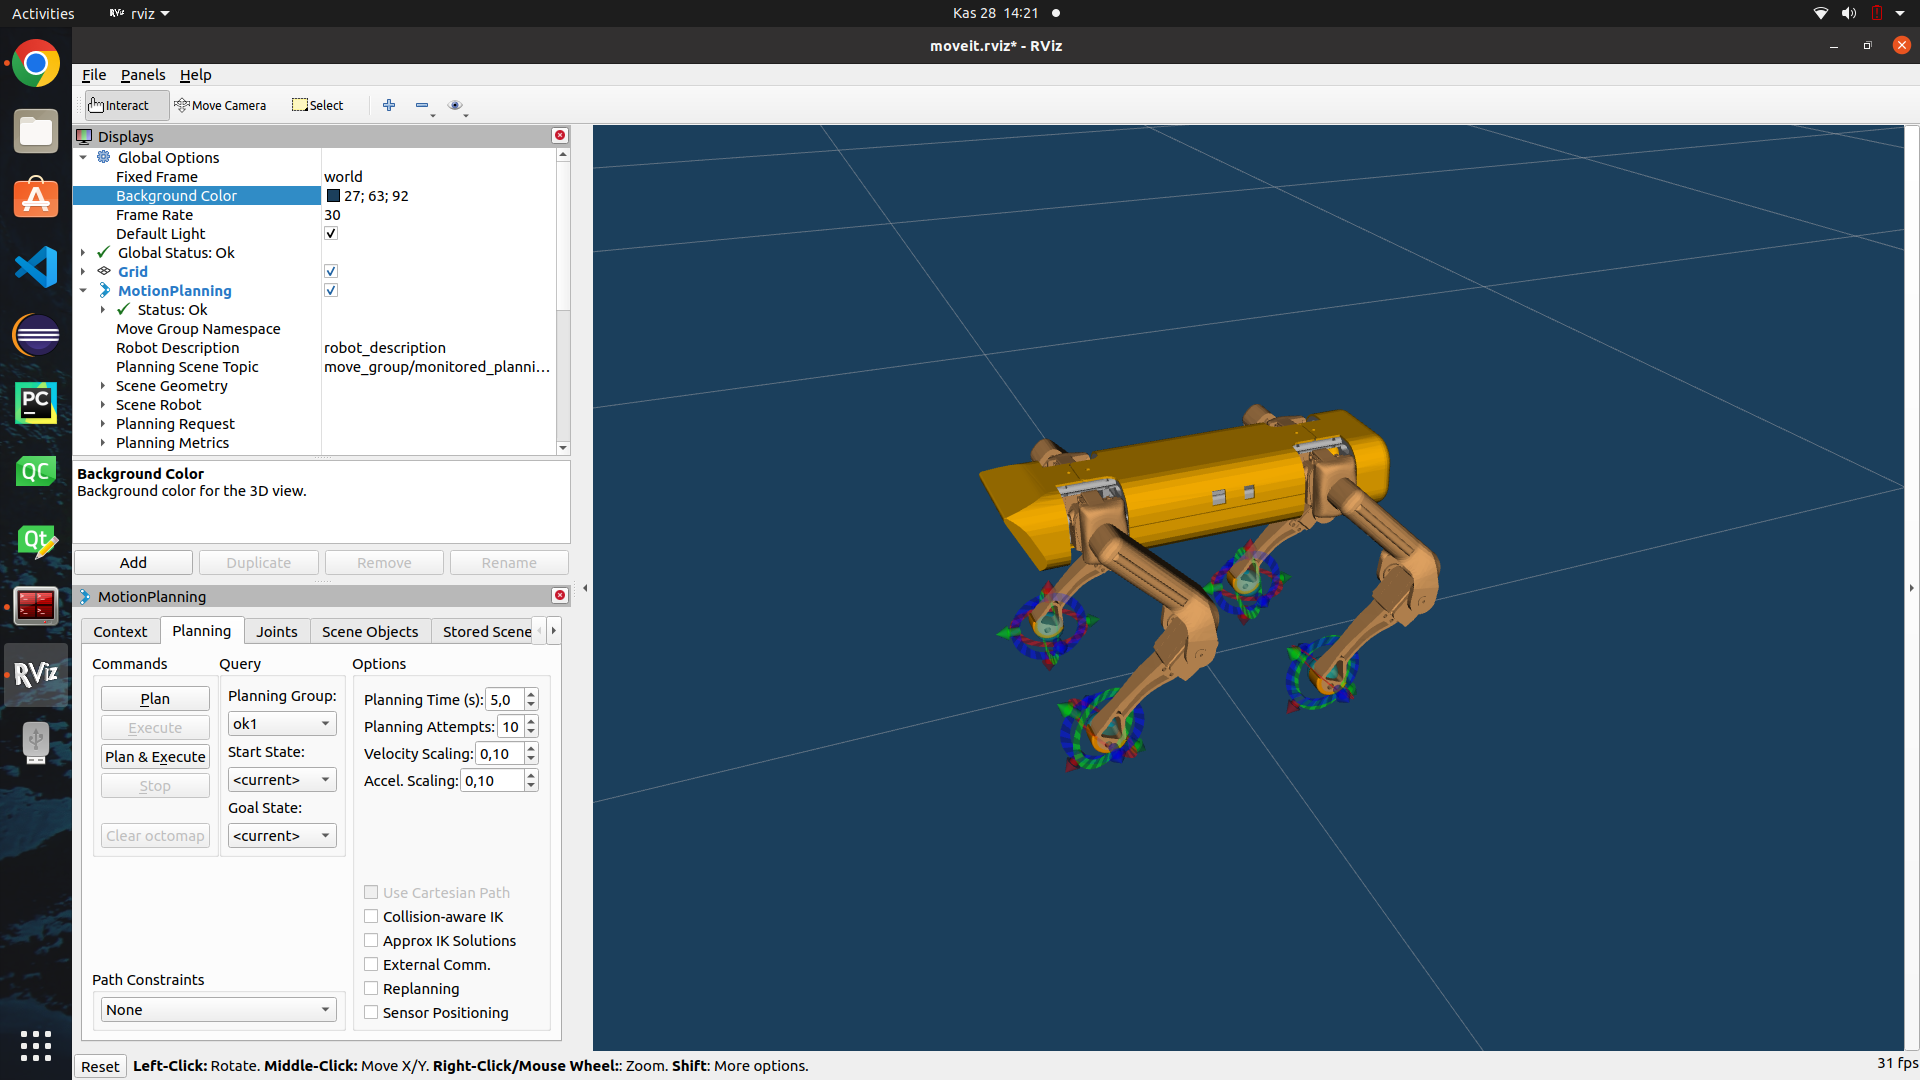 Activities
RViz
rviz
Kas 28 14:21
moveit.rviz* - RViz
File Panels Help
Interact Move Camera Select
Displays
Global Options
Fixed Frame world
Background Color 27; 63; 92
Frame Rate 30
Default Light
Global Status: Ok
Grid
MotionPlanning
Status: Ok
Move Group Namespace
Robot Description robot_description
Planning Scene Topic move_group/monitored_planni...
Scene Geometry
Scene Robot
Planning Request
Planning Metrics
Background Color
Background color for the 3D view.
Add Duplicate Remove Rename
MotionPlanning
Context Planning Joints Scene Objects Stored Scene
Commands Query Options
Plan
Execute
Plan & Execute
Stop
Clear octomap
Planning Group:
ok1
Start State:
<current>
Goal State:
<current>
Planning Time (s): 5,0
Planning Attempts: 10
Velocity Scaling: 0,10
Accel. Scaling: 0,10
Use Cartesian Path
Collision-aware IK
Approx IK Solutions
External Comm.
Replanning
Sensor Positioning
Path Constraints
None
Reset Left-Click: Rotate. Middle-Click: Move X/Y. Right-Click/Mouse Wheel:: Zoom. Shift: More options.
31 fps
PC
QC
Qt
RViz